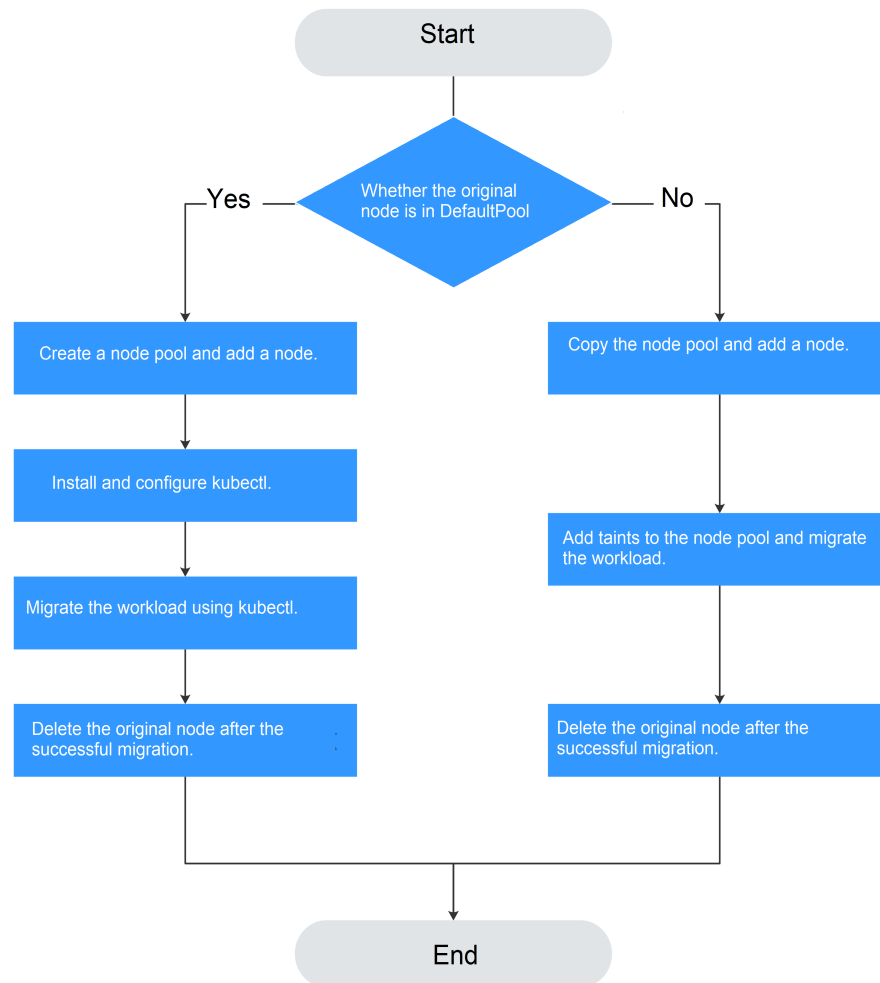 Start
Whether the original
node is in DefaultPool
Yes
No
Create a node pool and add a node.
Copy the node pool and add a node.
Install and configure kubectl.
Add taints to the node pool and migrate
the workload.
Migrate the workload using kubectl.
Delete the original node after the
successful migration.
Delete the original node after the
successful migration.
End